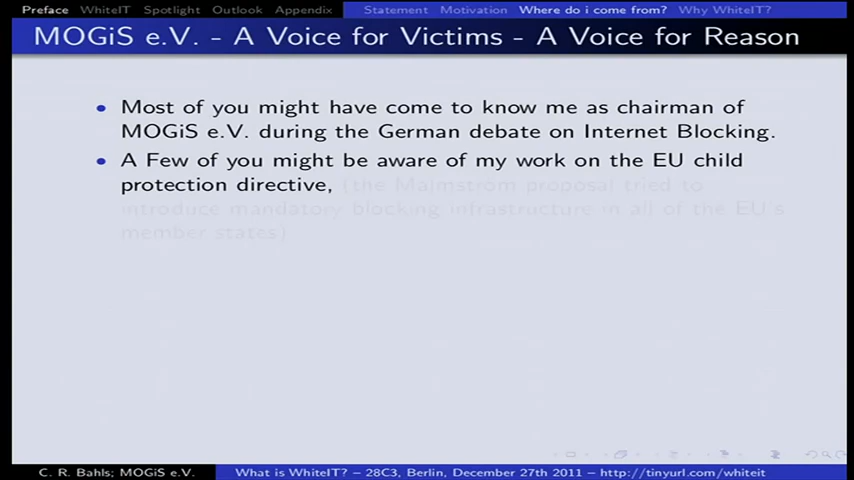 Preface WhiteIT Spotlight Outlook Appendix Statement Motivation Where do i come from? Why WhiteIT?
MOGiS e.V. - A Voice for Victims - A Voice for Reason
Most of you might have come to know me as chairman of
MOGiS e.V. during the German debate on Internet Blocking.
A Few of you might be aware of my work on the EU child
protection directive, (the Malmström proposal tried to
introduce mandatory blocking infrastructure in all of the EU's
member states)
C. R. Bahls; MOGiS e.V. What is WhiteIT? – 28C3, Berlin, December 27th 2011 – http://tinyurl.com/whiteit